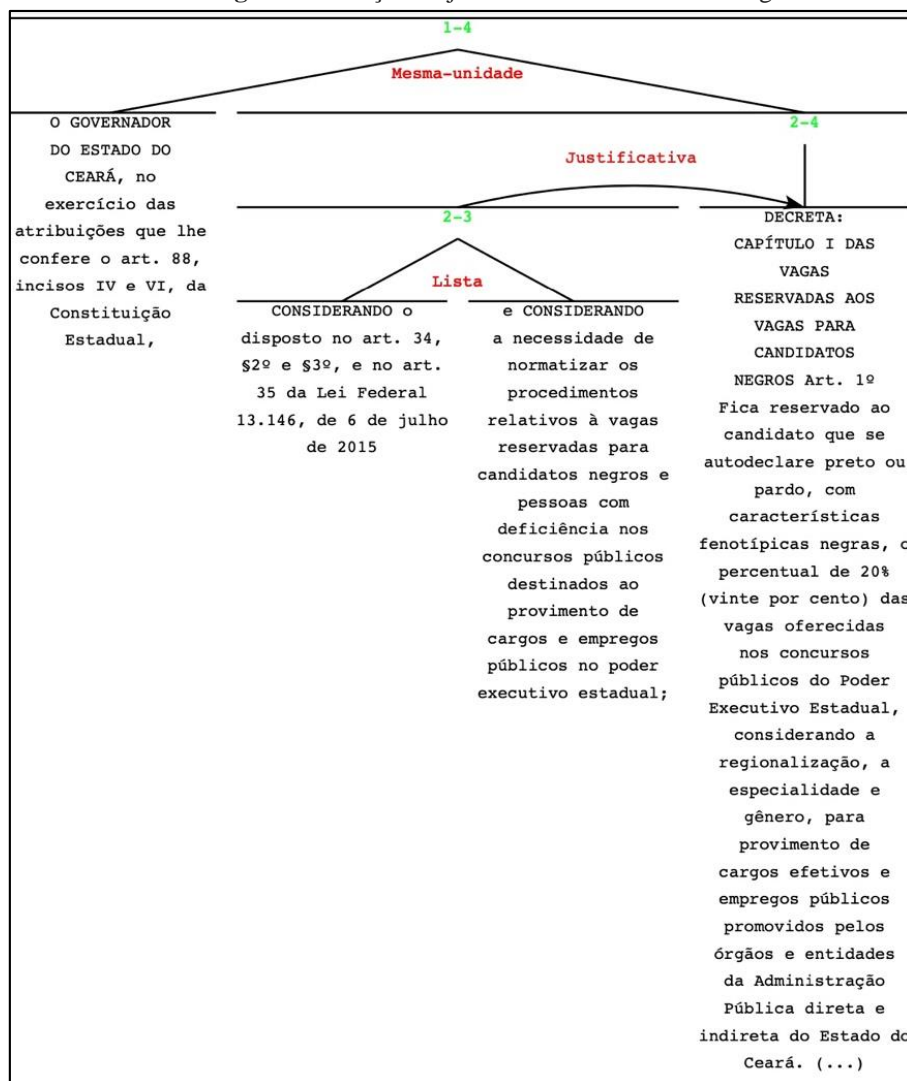 1-4
Mesma-unidade
O GOVERNADOR
DO ESTADO DO
CEARÁ, no
exercício das
atribuições que lhe
confere o art. 88,
incisos IV e VI, da
Constituição
Estadual,
2-4
Justificativa
2-3
Lista
CONSIDERANDO o
disposto no art. 34,
§2º e §3º, e no art.
35 da Lei Federal
13.146, de 6 de julho
de 2015
e CONSIDERANDO
a necessidade de
normatizar os
procedimentos
relativos à vagas
reservadas para
candidatos negros e
pessoas com
deficiência nos
concursos públicos
destinados ao
provimento de
cargos e empregos
públicos no poder
executivo estadual;
DECRETA:
CAPÍTULO I DAS
VAGAS
RESERVADAS AOS
VAGAS PARA
CANDIDATOS
NEGROS Art. 1º
Fica reservado ao
candidato que se
autodeclare preto ou
pardo, com
características
fenotípicas negras, o
percentual de 20%
(vinte por cento) das
vagas oferecidas
nos concursos
públicos do Poder
Executivo Estadual,
considerando a
regionalização, a
especialidade e
gênero, para
provimento de
cargos efetivos e
empregos públicos
promovidos pelos
órgãos e entidades
da Administração
Pública direta e
indireta do Estado do
Ceará. (...)